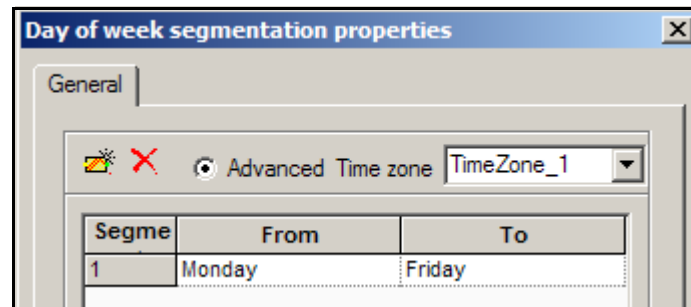 Day of week segmentation properties
General
Advanced Time zone TimeZone_1
Segme From To
1 Monday Friday